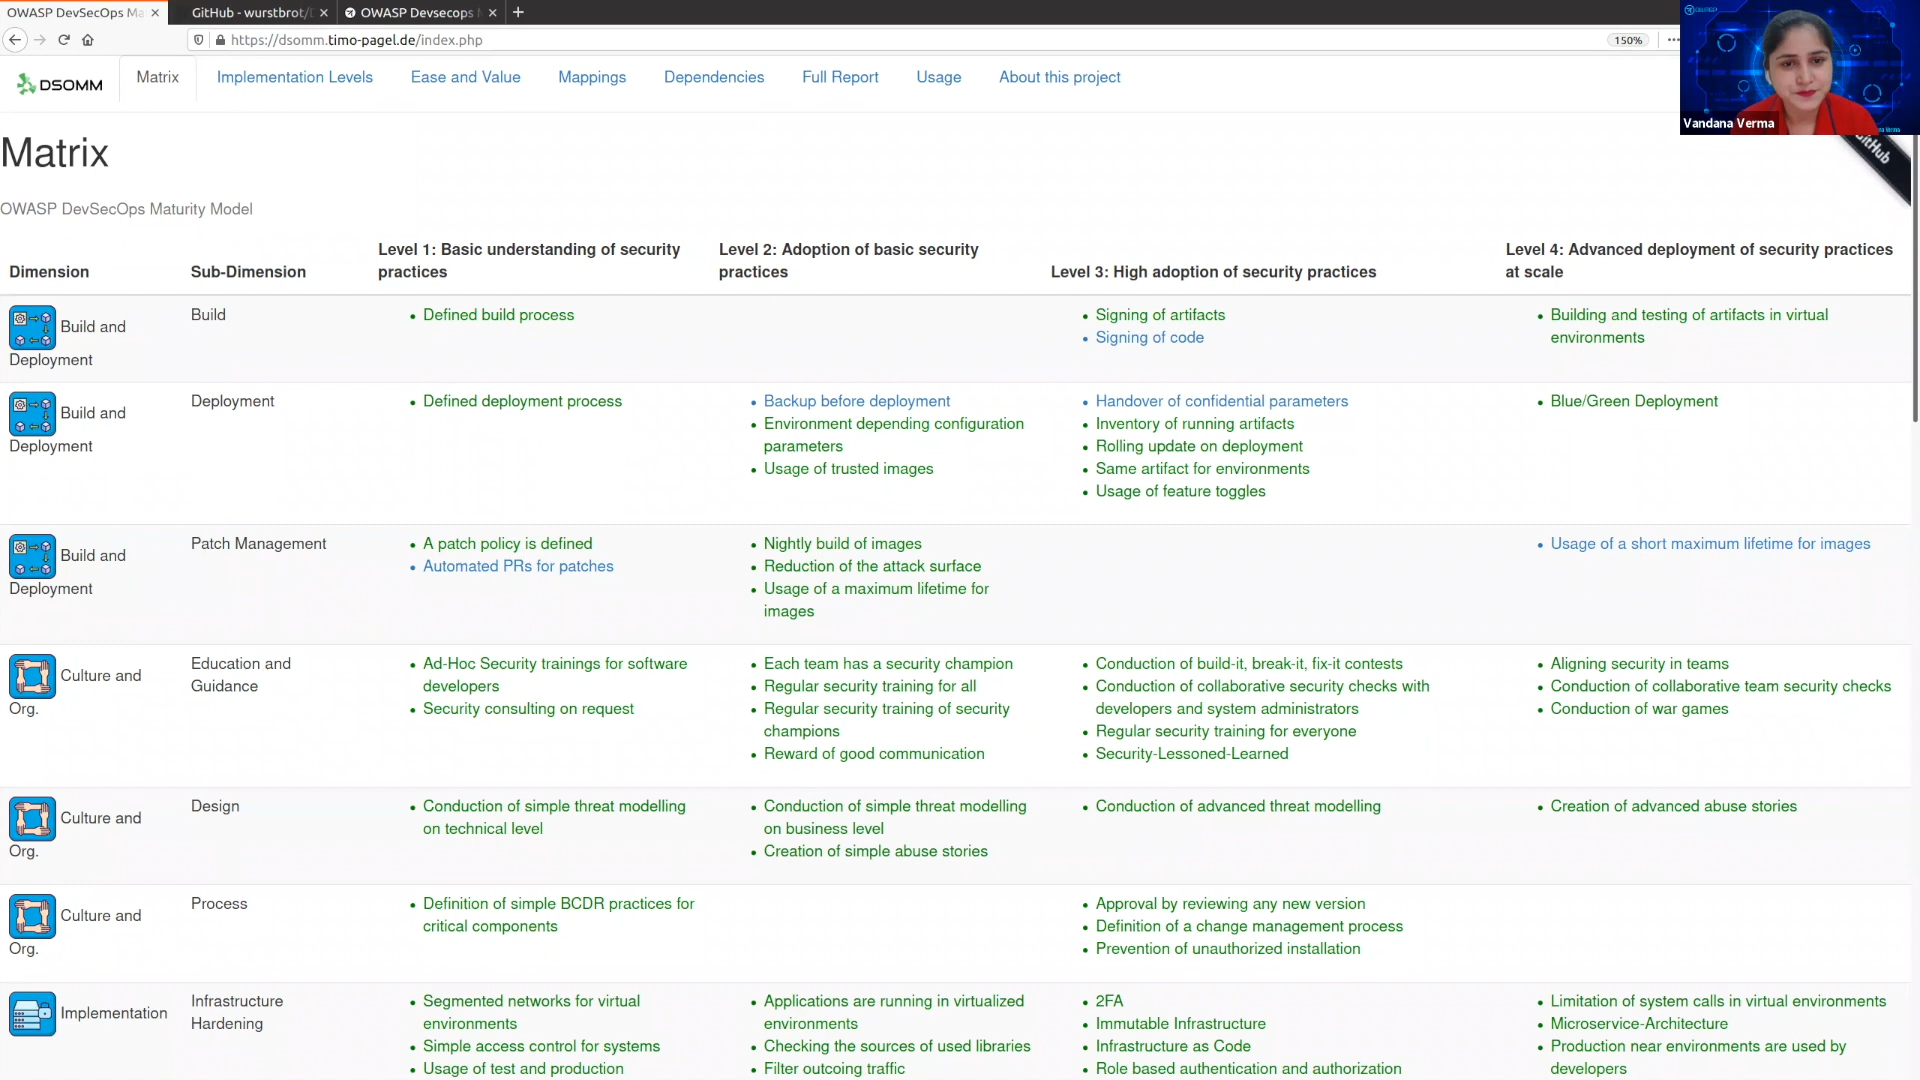 OWASP DevSecOps Ma
GitHub - wurstbrot/
OWASP Devsecops
https://dsomm.timo-pagel.de/index.php
150%
DSOMM
Matrix
Implementation Levels
Ease and Value
Mappings
Dependencies
Full Report
Usage
About this project
Vandana Verma
GitHub
Matrix
OWASP DevSecOps Maturity Model
Dimension
Sub-Dimension
Level 1: Basic understanding of security
practices
Level 2: Adoption of basic security
practices
Level 3: High adoption of security practices
Level 4: Advanced deployment of security practices
at scale
Build and
Deployment
Build
Defined build process
Signing of artifacts
Signing of code
Building and testing of artifacts in virtual
environments
Build and
Deployment
Deployment
Defined deployment process
Backup before deployment
Environment depending configuration
parameters
Usage of trusted images
Handover of confidential parameters
Inventory of running artifacts
Rolling update on deployment
Same artifact for environments
Usage of feature toggles
Blue/Green Deployment
Build and
Deployment
Patch Management
A patch policy is defined
Automated PRs for patches
Nightly build of images
Reduction of the attack surface
Usage of a maximum lifetime for
images
Usage of a short maximum lifetime for images
Culture and
Org.
Education and
Guidance
Ad-Hoc Security trainings for software
developers
Security consulting on request
Each team has a security champion
Regular security training for all
Regular security training of security
champions
Reward of good communication
Conduction of build-it, break-it, fix-it contests
Conduction of collaborative security checks with
developers and system administrators
Regular security training for everyone
Security-Lessoned-Learned
Aligning security in teams
Conduction of collaborative team security checks
Conduction of war games
Culture and
Org.
Design
Conduction of simple threat modelling
on technical level
Conduction of simple threat modelling
on business level
Creation of simple abuse stories
Conduction of advanced threat modelling
Creation of advanced abuse stories
Culture and
Org.
Process
Definition of simple BCDR practices for
critical components
Approval by reviewing any new version
Definition of a change management process
Prevention of unauthorized installation
Implementation
Infrastructure
Hardening
Segmented networks for virtual
environments
Simple access control for systems
Usage of test and production
Applications are running in virtualized
environments
Checking the sources of used libraries
Filter outcoing traffic
2FA
Immutable Infrastructure
Infrastructure as Code
Role based authentication and authorization
Limitation of system calls in virtual environments
Microservice-Architecture
Production near environments are used by
developers